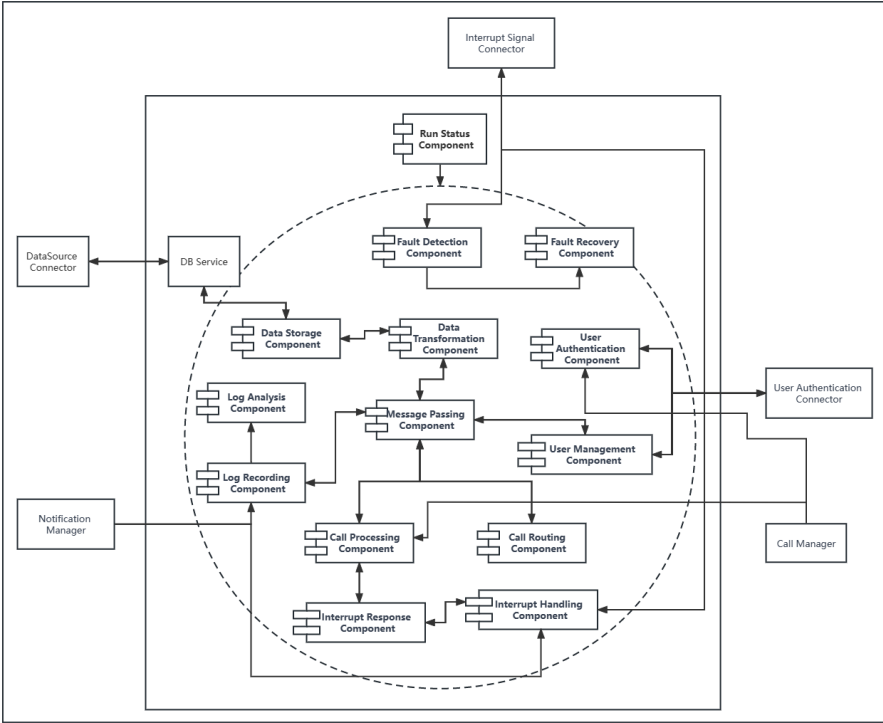 Interrupt Signal
Connector
Run Status
Component
Fault Detection
Component
Fault Recovery
Component
DataSource
Connector
DB Service
Data Storage
Component
Data
Transformation
Component
User
Authentication
Component
User Authentication
Connector
Log Analysis
Component
Message Passing
Component
User Management
Component
Log Recording
Component
Notification
Manager
Call Processing
Component
Call Routing
Component
Call Manager
Interrupt Response
Component
Interrupt Handling
Component